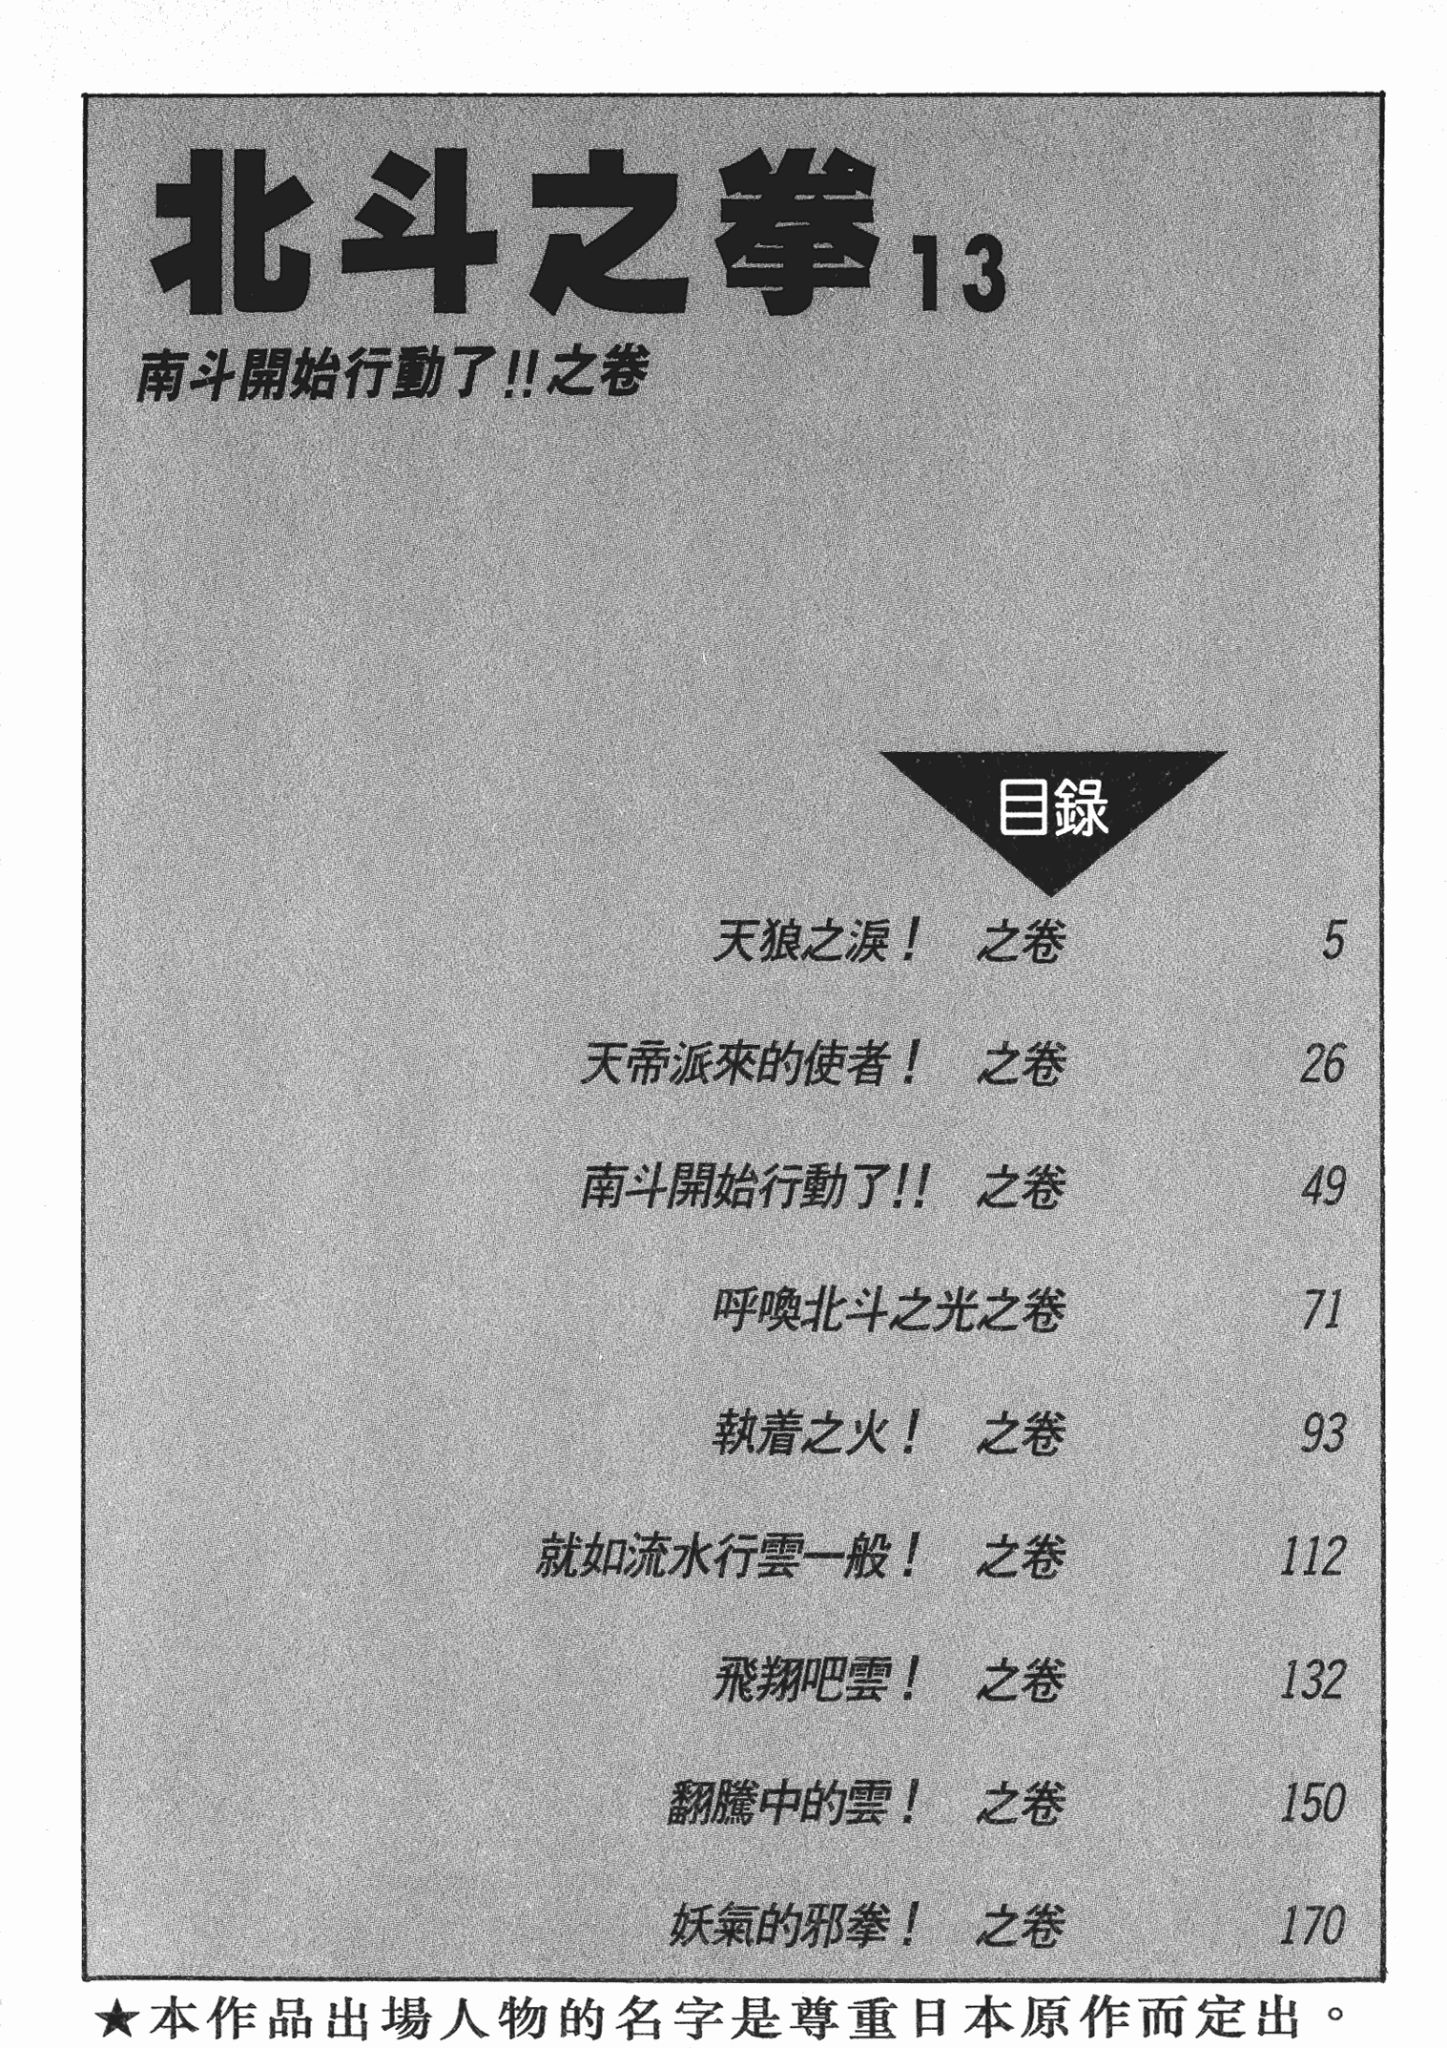 北斗之拳 13
南斗開始行動了!!之卷
目錄
天狼之淚！ 之卷 5
天帝派來的使者！ 之卷 26
南斗開始行動了!! 之卷 49
呼喚北斗之光之卷 71
執着之火！ 之卷 93
就如流水行雲一般！ 之卷 112
飛翔吧雲！ 之卷 132
翻騰中的雲！ 之卷 150
妖氣的邪拳！ 之卷 170
★本作品出場人物的名字是尊重日本原作而定出。